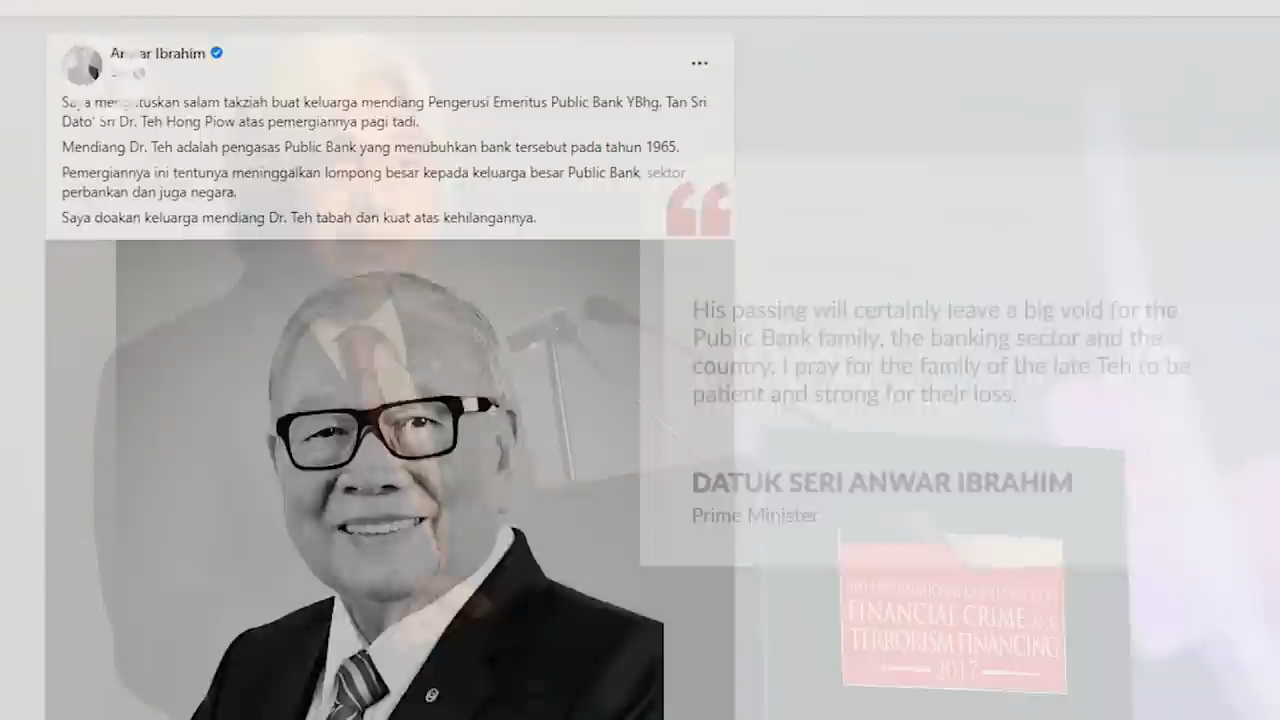 Anwar Ibrahim
Saya mengutuskan salam takziah buat keluarga mendiang Pengerusi Emeritus Public Bank YBhg. Tan Sri
Dato' Sri Dr. Teh Hong Piow atas pemergiannya pagi tadi.
Mendiang Dr. Teh adalah pengasas Public Bank yang menubuhkan bank tersebut pada tahun 1965.
Pemergiannya ini tentunya meninggalkan lompong besar kepada keluarga besar Public Bank, sektor
perbankan dan juga negara.
Saya doakan keluarga mendiang Dr. Teh tabah dan kuat atas kehilangannya.
His passing will certainly leave a big void for the
Public Bank family, the banking sector and the
country. I pray for the family of the late Teh to be
patient and strong for their loss.
DATUK SERI ANWAR IBRAHIM
Prime Minister
FINANCIAL CRIME AND
TERRORISM FINANCING
2017